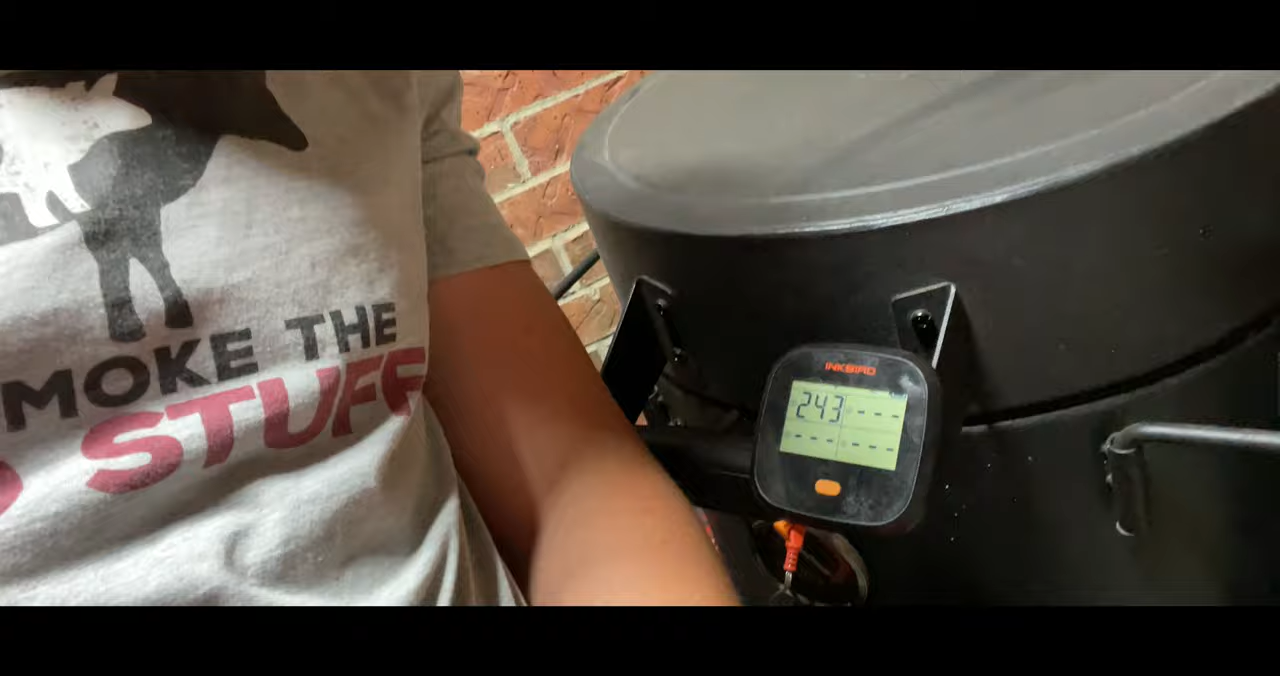 MOKE THE
STUFF
INKBIRD
243 - - -
- - - - - -